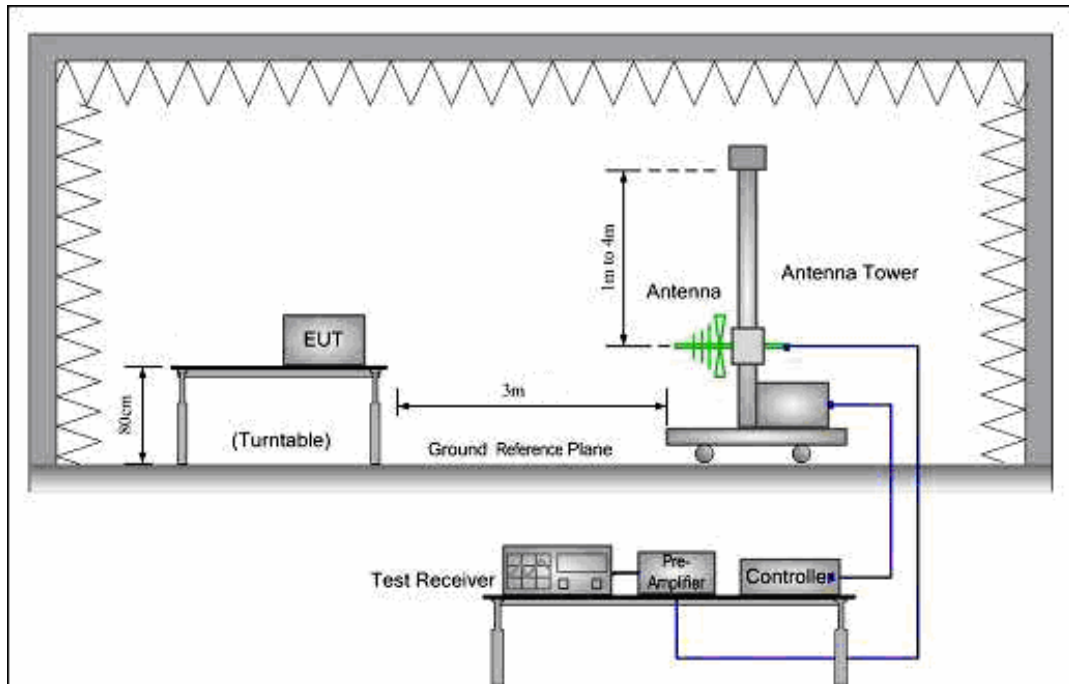 1m to 4m
Antenna
Antenna Tower
EUT
80cm
3m
(Turntable)
Ground Reference Plane
Test Receiver
Pre-
Amplifier
Controller